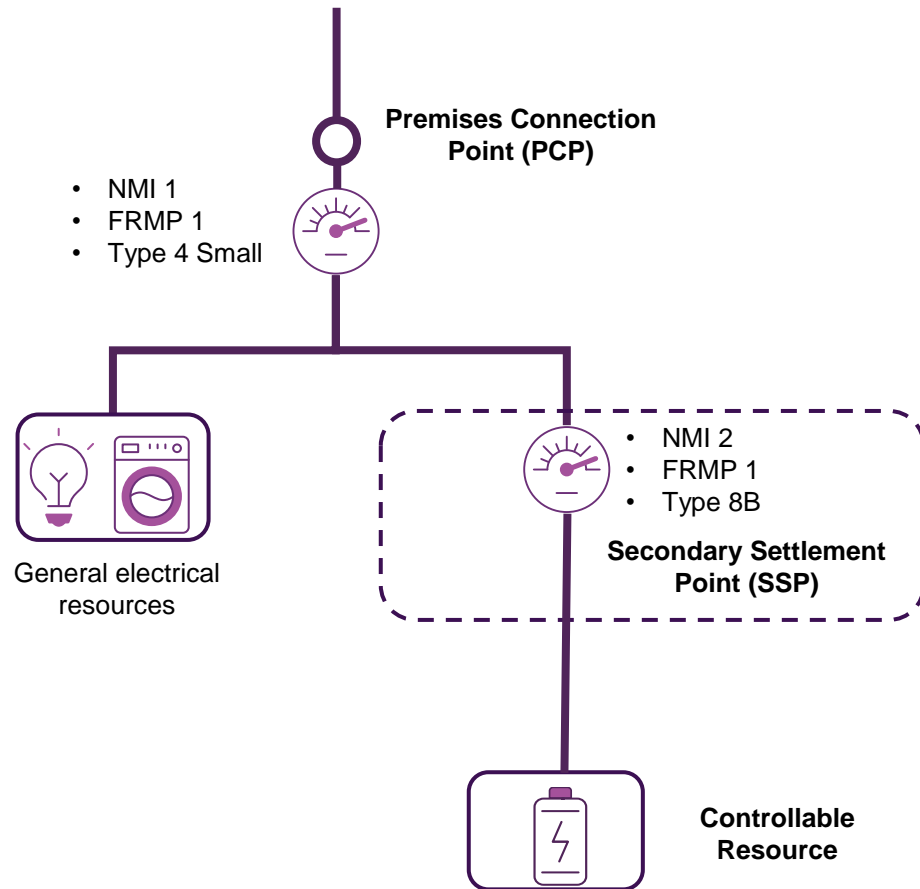 Premises Connection
Point (PCP)
• NMI 1
• FRMP 1
• Type 4 Small
• NMI 2
• FRMP 1
• Type 8B
Secondary Settlement
Point (SSP)
General electrical
resources
Controllable
Resource